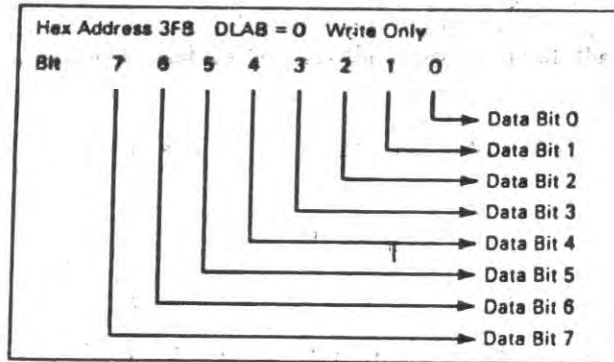 Hex Address 3F8 DLAB = 0 Write Only
Bit 7 6 5 4 3 2 1 0
Data Bit 0
Data Bit 1
Data Bit 2
Data Bit 3
Data Bit 4
Data Bit 5
Data Bit 6
Data Bit 7